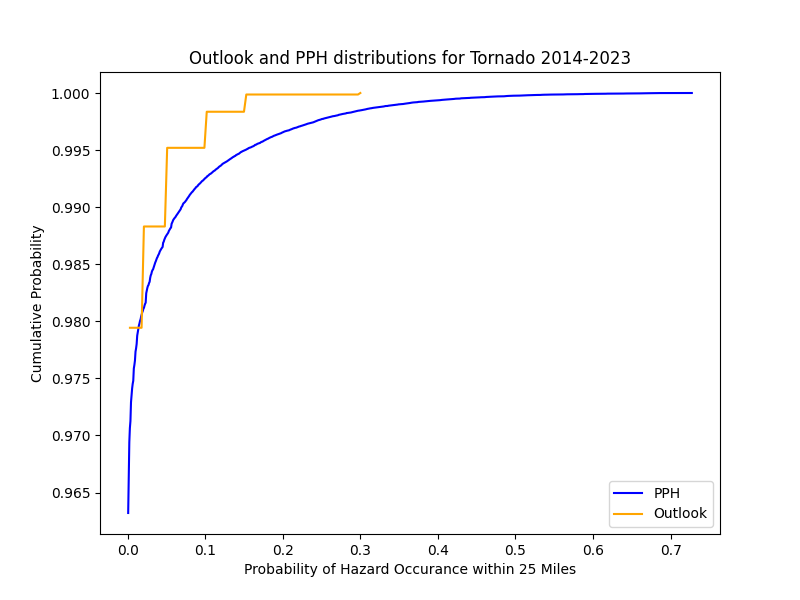 Outlook and PPH distributions for Tornado 2014-2023
1.000
0.995
0.990
0.985
0.980
0.975
0.970
0.965
Cumulative Probability
0.0 0.1 0.2 0.3 0.4 0.5 0.6 0.7
Probability of Hazard Occurance within 25 Miles
PPH
Outlook